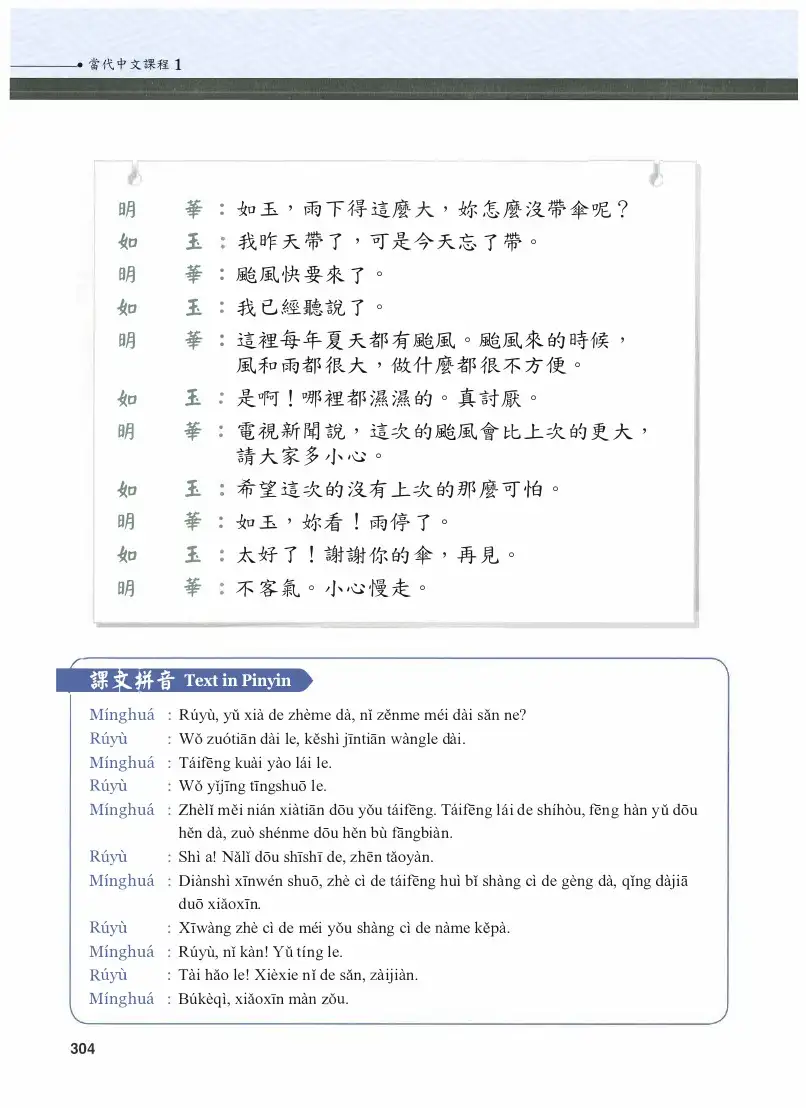 • 當代中文課程 1
明 華：如玉，雨下得這麼大，妳怎麼沒帶傘呢？
如 玉：我昨天帶了，可是今天忘了帶。
明 華：颱風快要來了。
如 玉：我已經聽說了。
明 華：這裡每年夏天都有颱風。颱風來的時候，
風和雨都很大，做什麼都很不方便。
如 玉：是啊！哪裡都濕濕的。真討厭。
明 華：電視新聞說，這次的颱風會比上次的更大，
請大家多小心。
如 玉：希望這次的沒有上次的那麼可怕。
明 華：如玉，妳看！雨停了。
如 玉：太好了！謝謝你的傘，再見。
明 華：不客氣。小心慢走。
課文拼音 Text in Pinyin
Mínghuá : Rúyù, yǔ xià de zhème dà, nǐ zěnme méi dài sǎn ne?
Rúyù : Wǒ zuótiān dài le, kěshì jīntiān wàngle dài.
Mínghuá : Táifēng kuài yào lái le.
Rúyù : Wǒ yǐjīng tīngshuō le.
Mínghuá : Zhèlǐ měi nián xiàtiān dōu yǒu táifēng. Táifēng lái de shíhòu, fēng hàn yǔ dōu
hěn dà, zuò shénme dōu hěn bù fāngbiàn.
Rúyù : Shì a! Nǎlǐ dōu shīshī de, zhēn tǎoyàn.
Mínghuá : Diànshì xīnwén shuō, zhè cì de táifēng huì bǐ shàng cì de gèng dà, qǐng dàjiā
duō xiǎoxīn.
Rúyù : Xīwàng zhè cì de méi yǒu shàng cì de nàme kěpà.
Mínghuá : Rúyù, nǐ kàn! Yǔ tíng le.
Rúyù : Tài hǎo le! Xièxie nǐ de sǎn, zàijiàn.
Mínghuá : Búkèqì, xiǎoxīn màn zǒu.
304